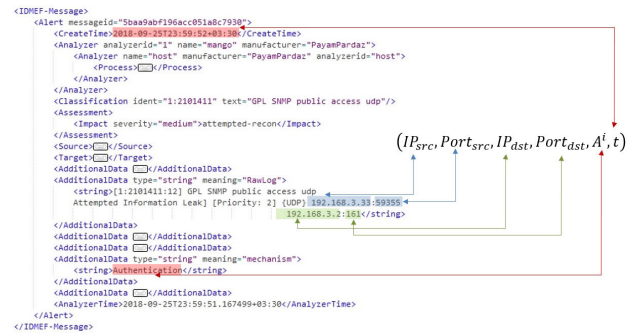 <IDMEF-Message>
<Alert messageid="5baa9abf196acc051a8c7930">
<CreateTime>2018-09-25T23:59:52+03:30</CreateTime>
<Analyzer analyzerid="1" name="mango" manufacturer="PayamPardaz">
<Analyzer name="host" manufacturer="PayamPardaz" analyzerid="host">
<Process>...</Process>
</Analyzer>
</Analyzer>
<Classification ident="1:2101411" text="GPL SNMP public access udp"/>
<Assessment>
<Impact severity="medium">attempted-recon</Impact>
</Assessment>
<Source>...</Source>
<Target>...</Target>
<AdditionalData ...</AdditionalData>
<AdditionalData type="string" meaning="RawLog">
<string>[1:2101411:12] GPL SNMP public access udp
Attempted Information Leak] [Priority: 2] {UDP} 192.168.3.33:59355
192.168.3.2:161</string>
</AdditionalData>
<AdditionalData ...</AdditionalData>
<AdditionalData ...</AdditionalData>
<AdditionalData type="string" meaning="mechanism">
<string>Authentication</string>
</AdditionalData>
<AdditionalData ...</AdditionalData>
<AnalyzerTime>2018-09-25T23:59:51.167499+03:30</AnalyzerTime>
</Alert>
</IDMEF-Message>
(IP_src, Port_src, IP_dst, Port_dst, A^i, t)